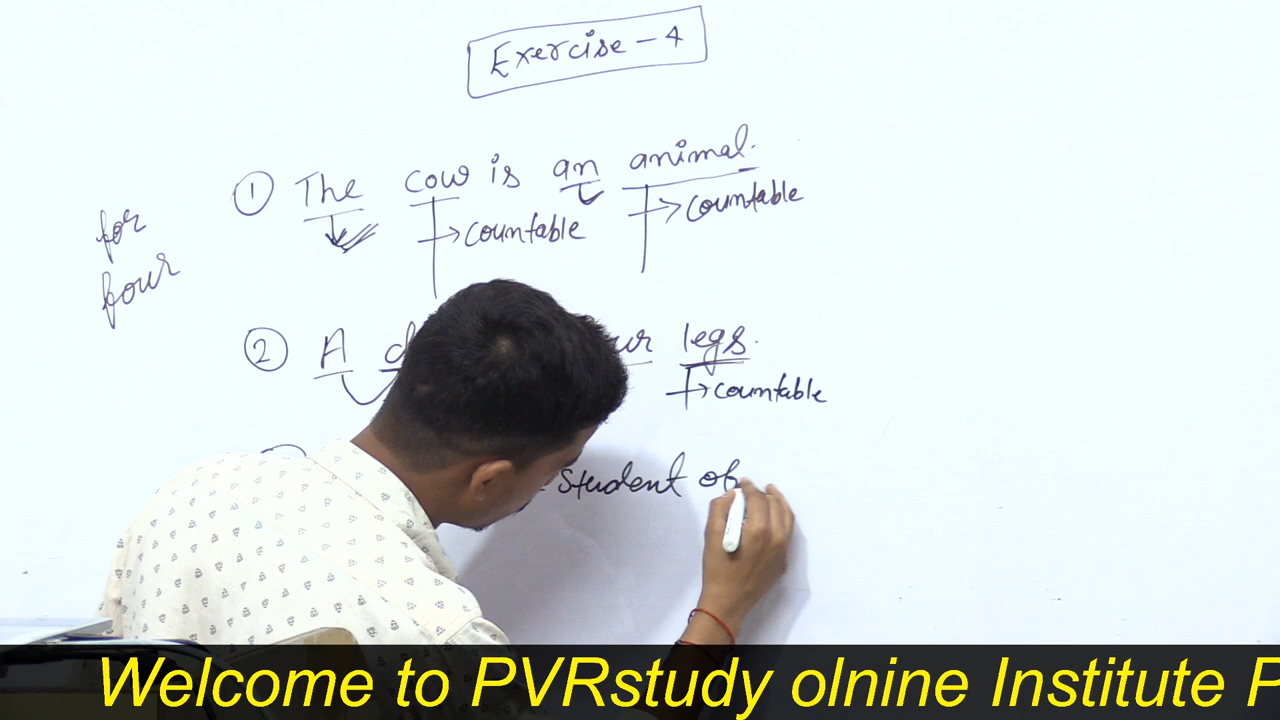 Exercise - 4
① The cow is an animal.
countable
countable
for
four
② A legs.
countable
student of
Welcome to PVRstudy olnine Institute P